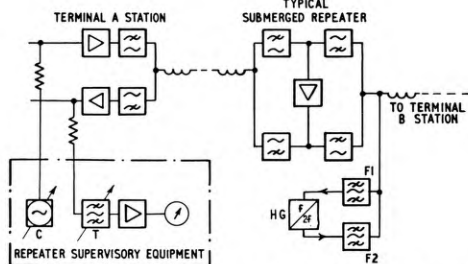 TERMINAL A STATION
TYPICAL
SUBMERGED REPEATER
TO TERMINAL
B STATION
F1
HG
F
2F
F2
C
T
REPEATER SUPERVISORY EQUIPMENT